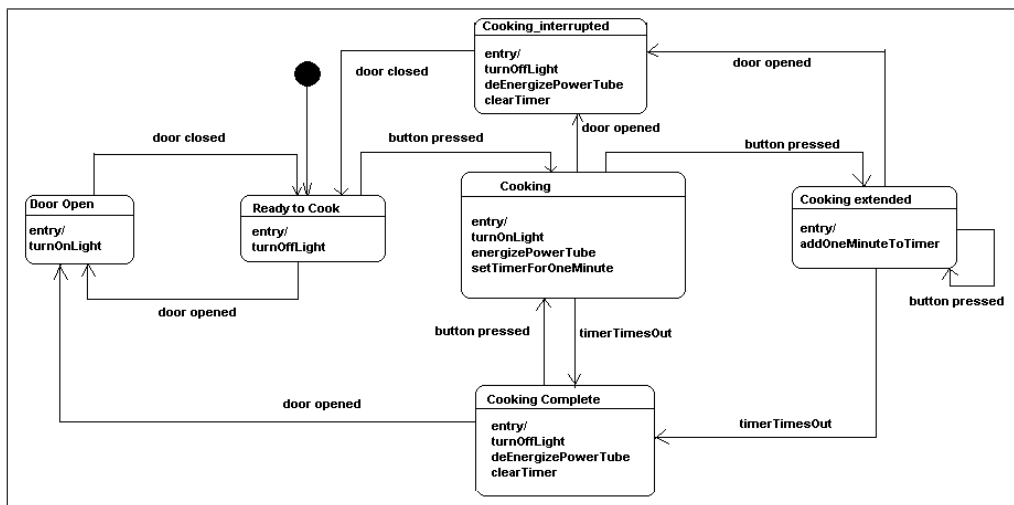 Cooking_interrupted
entry/
turnOffLight
deEnergizePowerTube
clearTimer
door closed
door opened
door opened
door closed
button pressed
button pressed
Door Open
entry/
turnOnLight
Ready to Cook
entry/
turnOffLight
Cooking
entry/
turnOnLight
energizePowerTube
setTimerForOneMinute
Cooking extended
entry/
addOneMinuteToTimer
button pressed
door opened
button pressed
timerTimesOut
door opened
timerTimesOut
Cooking Complete
entry/
turnOffLight
deEnergizePowerTube
clearTimer